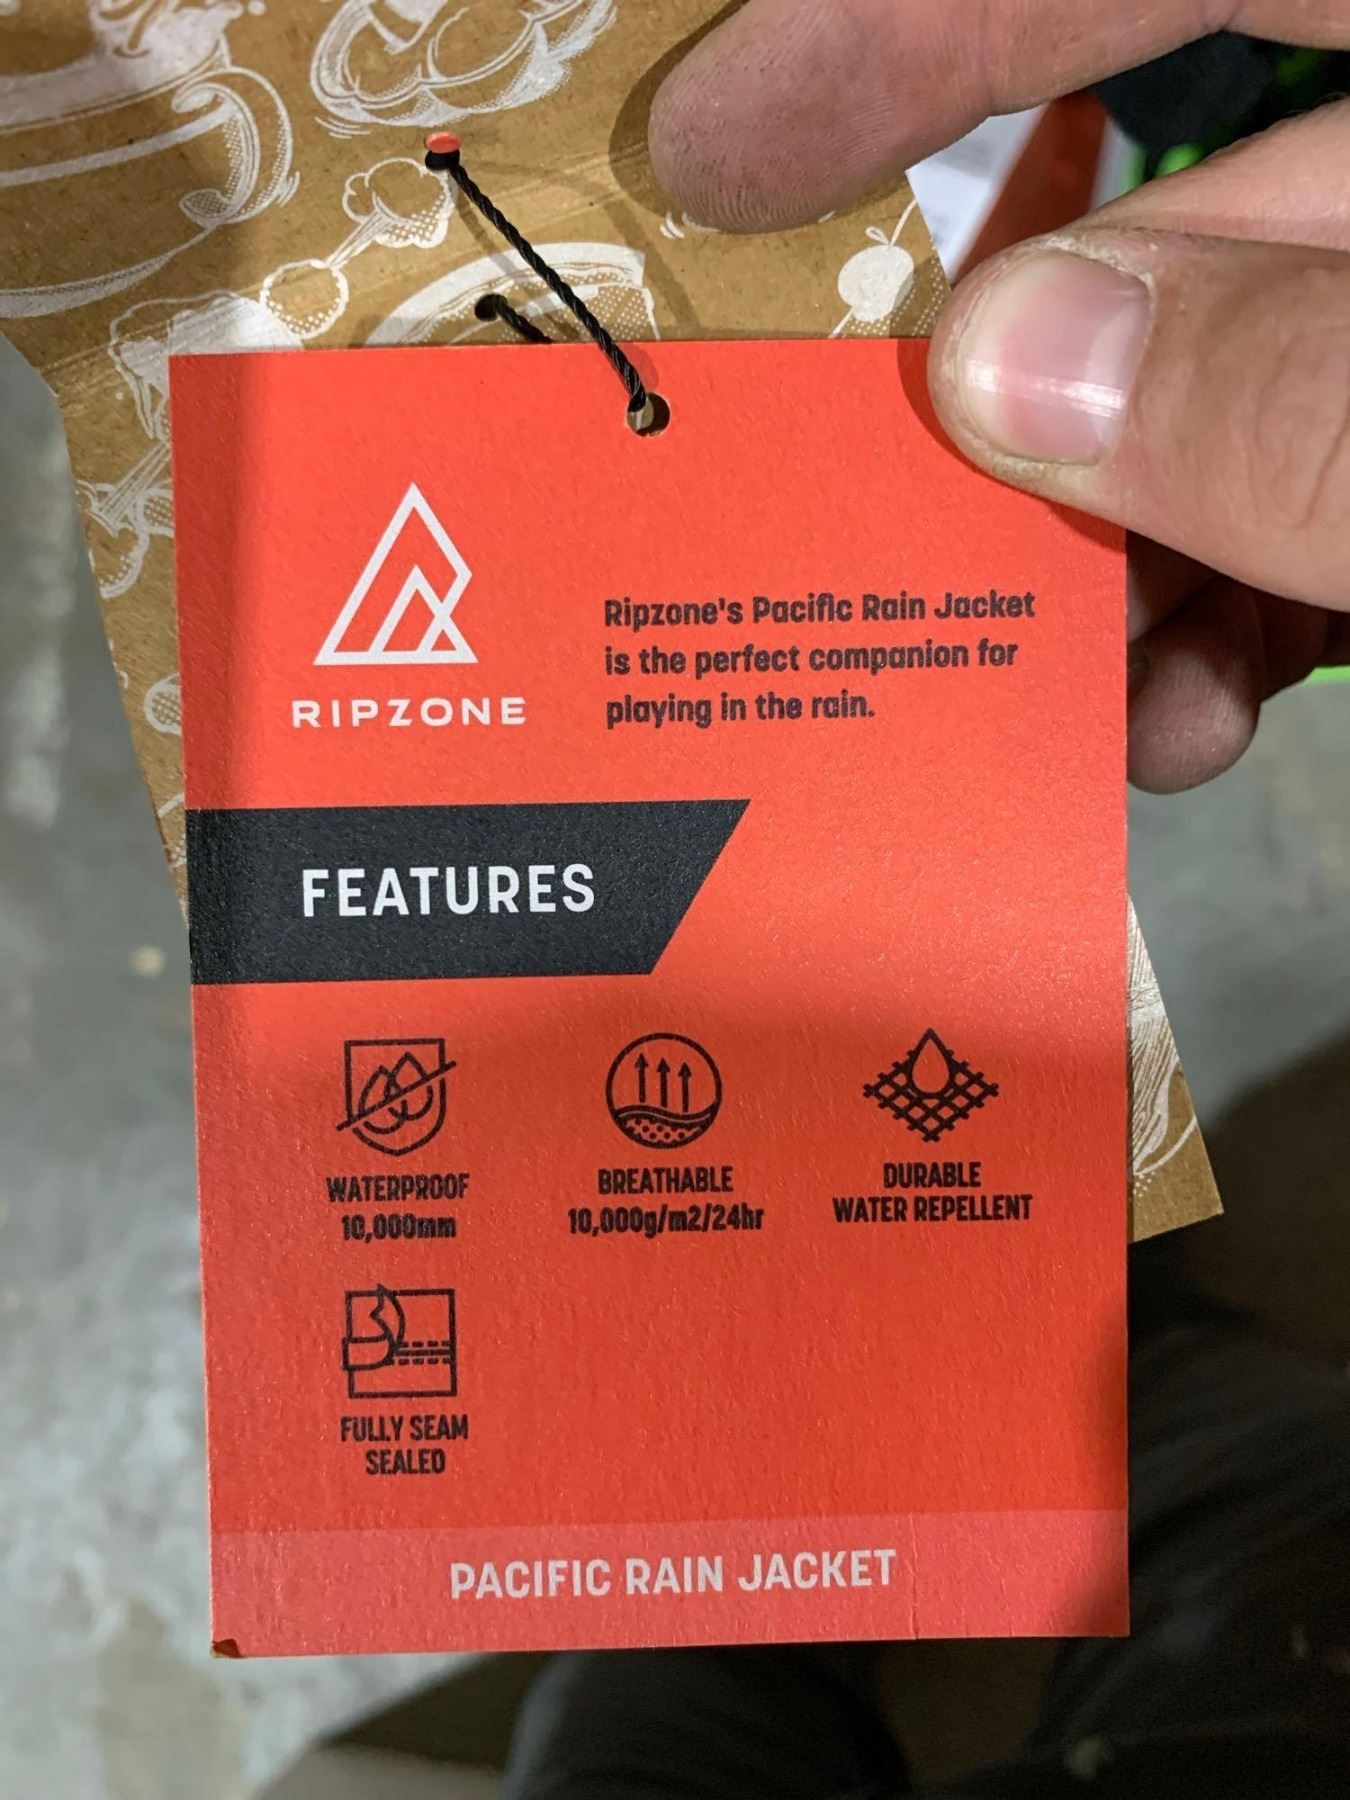 RIPZONE
Ripzone's Pacific Rain Jacket
is the perfect companion for
playing in the rain.
FEATURES
WATERPROOF
10,000mm
BREATHABLE
10,000g/m2/24hr
DURABLE
WATER REPELLENT
FULLY SEAM
SEALED
PACIFIC RAIN JACKET